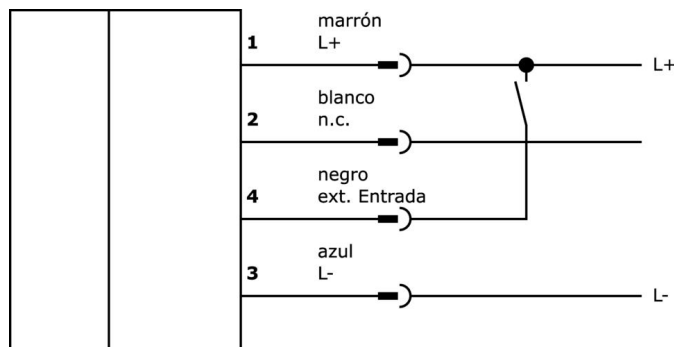 marrón
1
L+
L+
blanco
2
n.c.
negro
4
ext. Entrada
azul
3
L-
L-